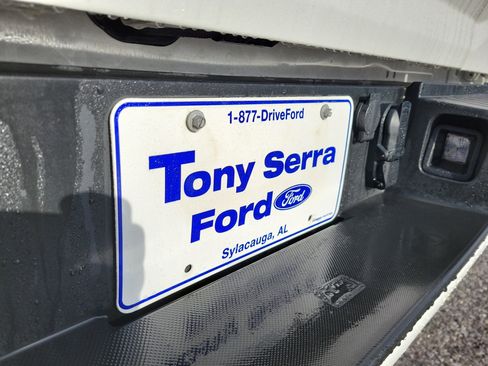 1-877-DriveFord
Tony Serra
Ford Ford
Sylacauga, AL